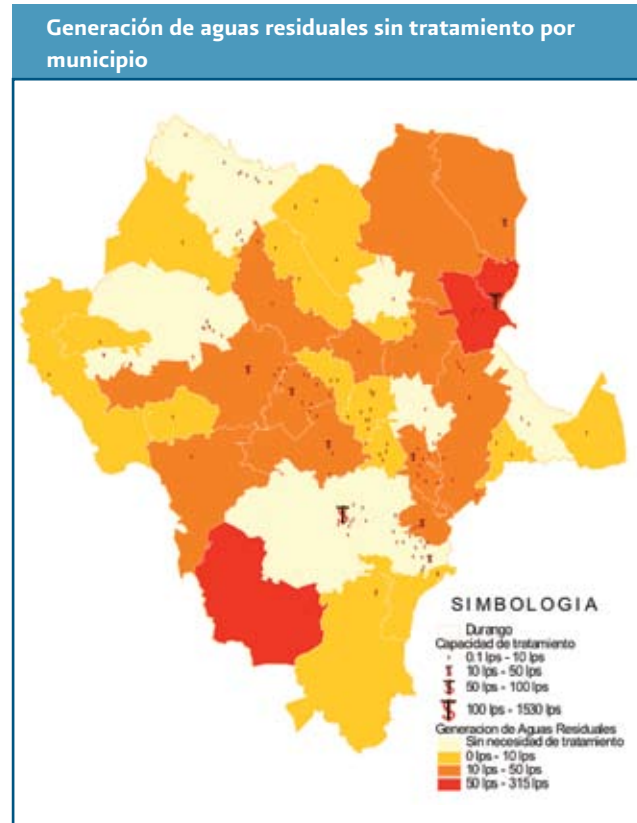 Generación de aguas residuales sin tratamiento por
municipio
SIMBOLOGIA
Durango
Capacidad de tratamiento
0.1 lps - 10 lps
10 lps - 50 lps
50 lps - 100 lps
100 lps - 1530 lps
Generacion de Aguas Residuales
Sin necesidad de tratamiento
0 lps - 10 lps
10 lps - 50 lps
50 lps - 315 lps